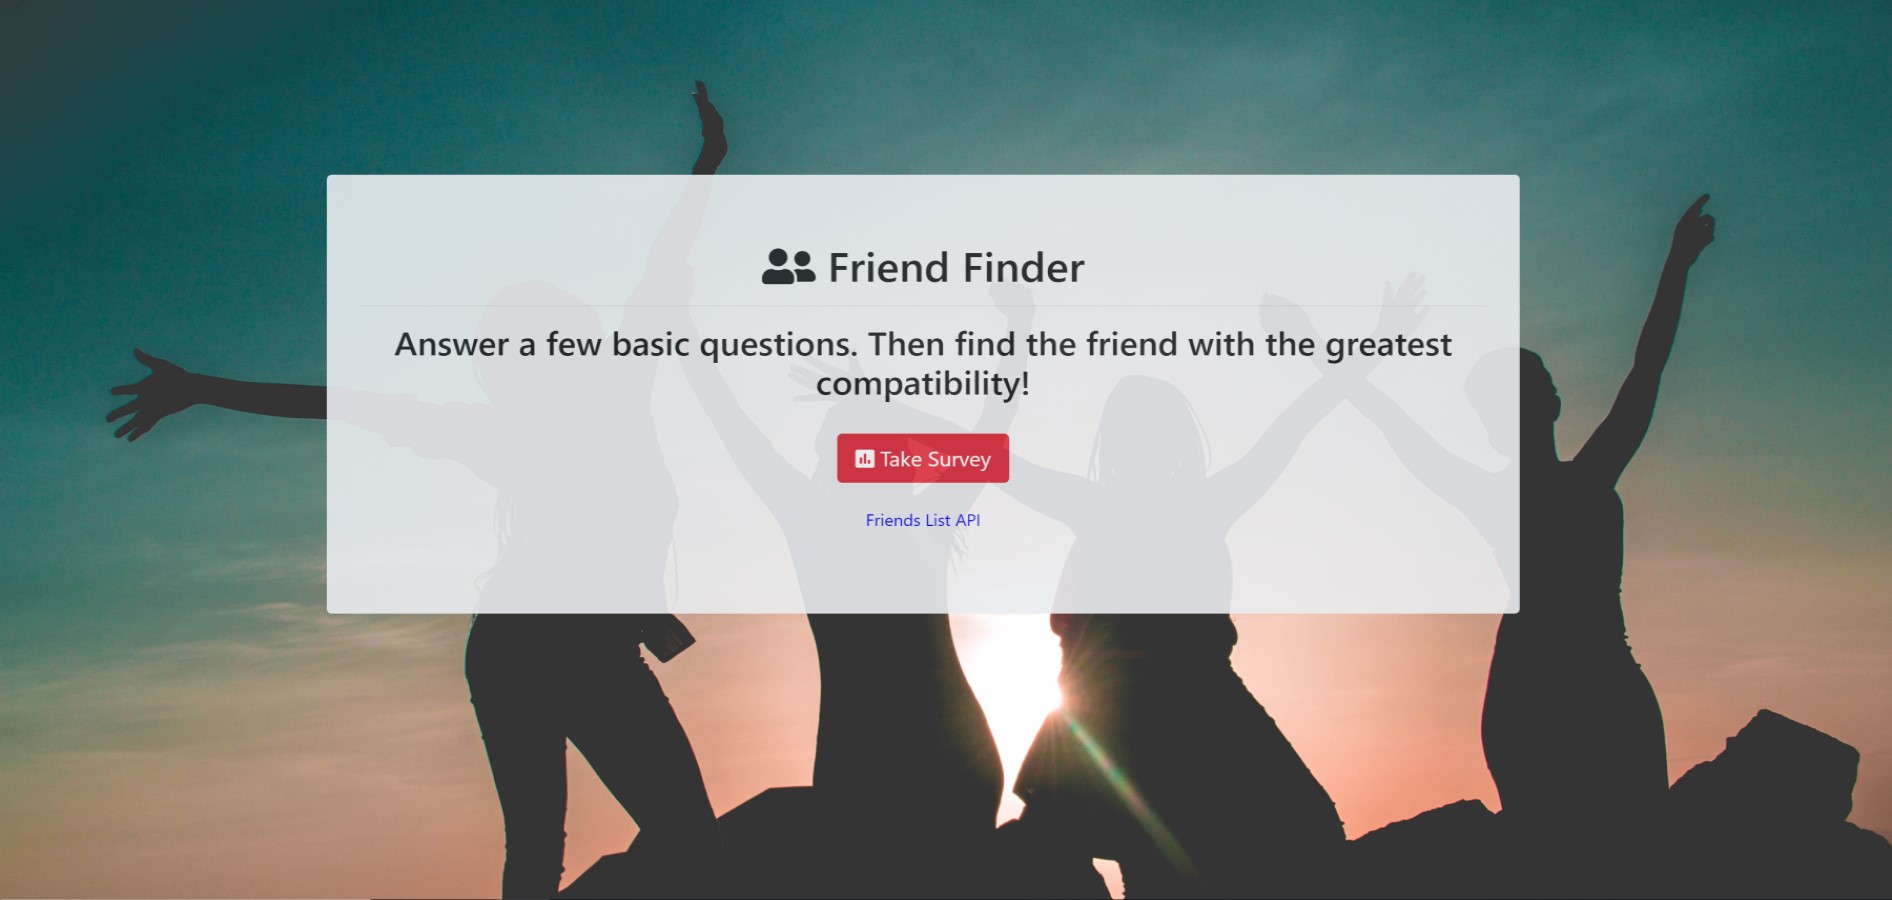 Friend Finder
Answer a few basic questions. Then find the friend with the greatest
compatibility!
Take Survey
Friends List API